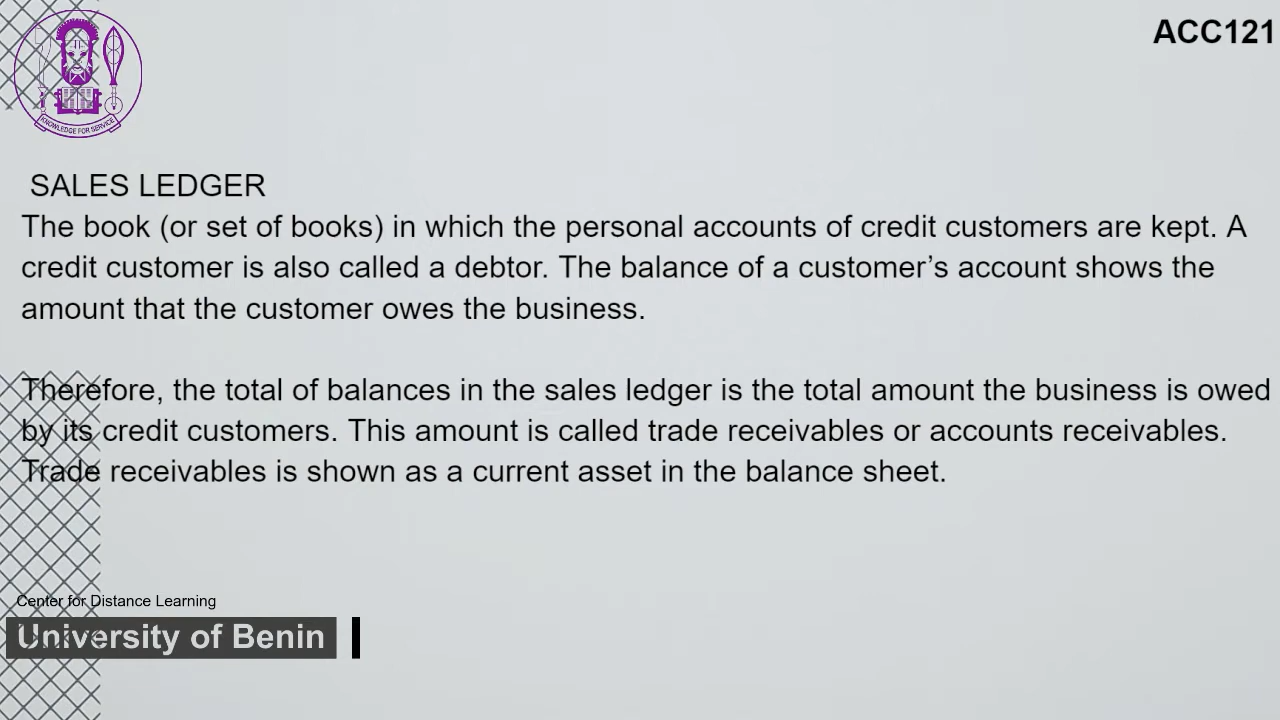 ACC121
KNOWLEDGE FOR SERVICE
SALES LEDGER
The book (or set of books) in which the personal accounts of credit customers are kept. A
credit customer is also called a debtor. The balance of a customer’s account shows the
amount that the customer owes the business.
Therefore, the total of balances in the sales ledger is the total amount the business is owed
by its credit customers. This amount is called trade receivables or accounts receivables.
Trade receivables is shown as a current asset in the balance sheet.
Center for Distance Learning
University of Benin